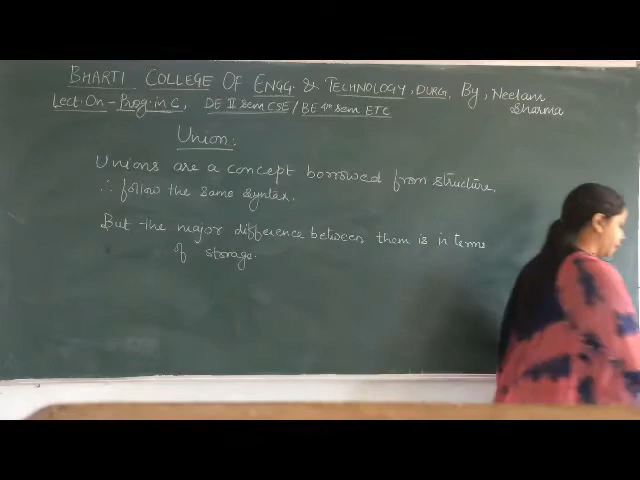 BHARTI COLLEGE OF ENGG. & TECHNOLOGY, DURG. By, Neelam Sharma
Lect. On - Prog. in C, DE II sem CSE / BE 4th sem ETC
Union:
Unions are a concept borrowed from structure.
∴ follow the same syntax.
But the major difference between them is in terms
of storage.